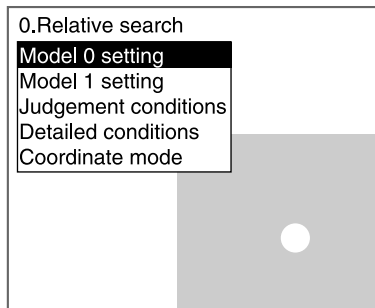 0.Relative search
Model 0 setting
Model 1 setting
Judgement conditions
Detailed conditions
Coordinate mode